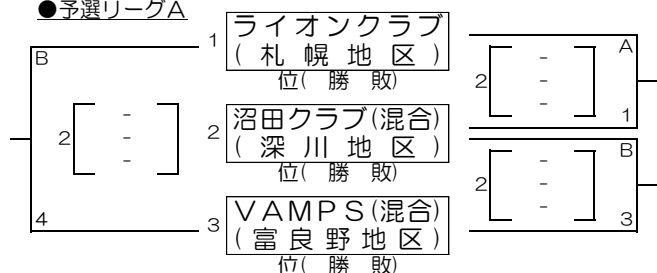 ●予選リーグA
1 ライオンクラブ
(札幌地区)
位( 勝 敗)
2 沼田クラブ(混合)
(深川地区)
位( 勝 敗)
3 VAMPS(混合)
(富良野地区)
位( 勝 敗)
B
2 - - -
4
A
2 - - -
1
B
2 - - -
3